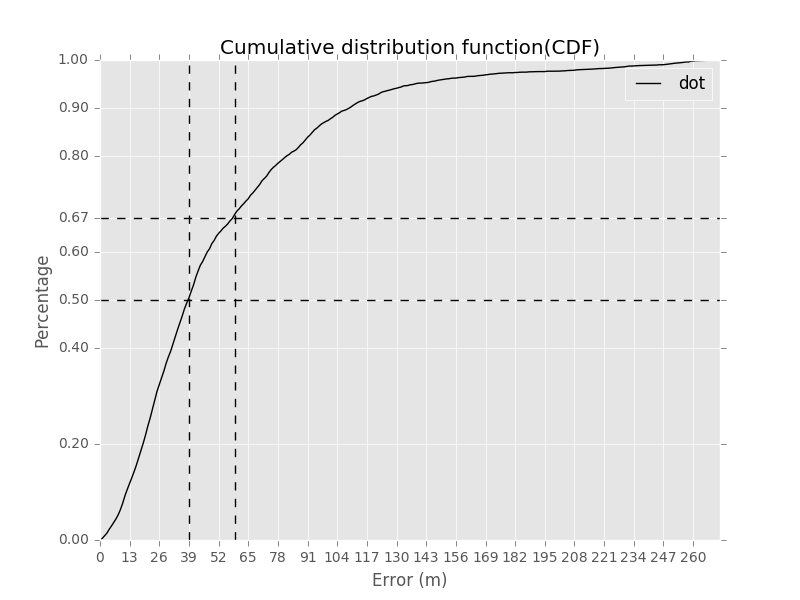 Cumulative distribution function(CDF)
1.00
dot
0.90
0.80
0.67
0.60
0.50
0.40
0.20
0.00
Percentage
0 13 26 39 52 65 78 91 104 117 130 143 156 169 182 195 208 221 234 247 260
Error (m)